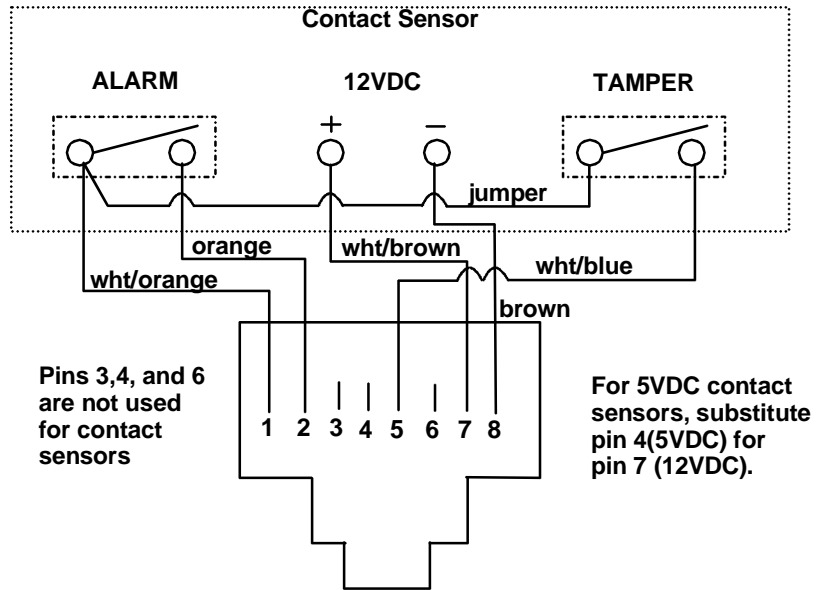 Contact Sensor
ALARM
12VDC
TAMPER
+
−
jumper
orange
wht/brown
wht/blue
wht/orange
brown
Pins 3,4, and 6
are not used
for contact
sensors
1 2 3 4 5 6 7 8
For 5VDC contact
sensors, substitute
pin 4(5VDC) for
pin 7 (12VDC).